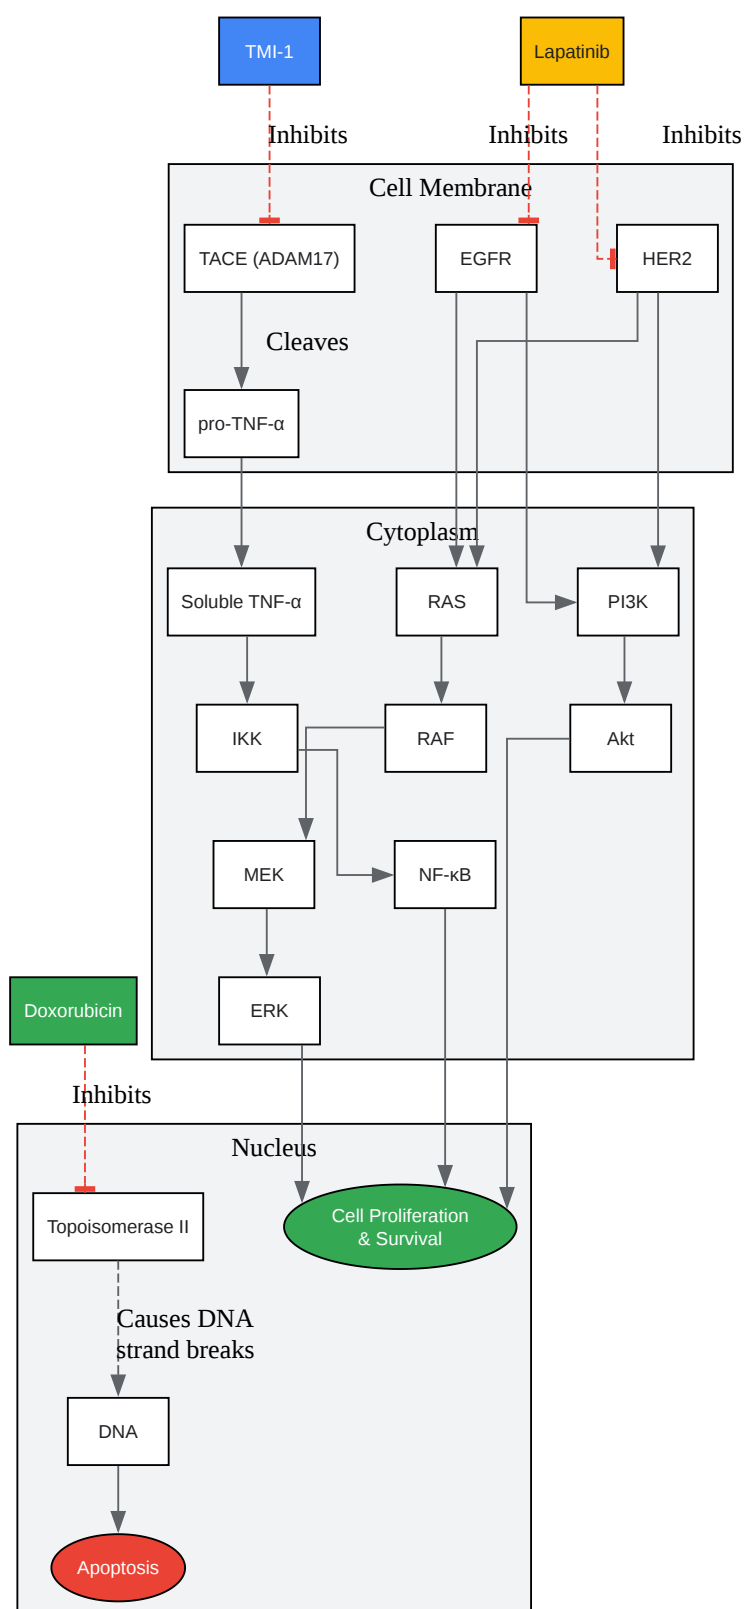 TMI-1
Lapatinib
Inhibits
Inhibits
Inhibits
Cell Membrane
TACE (ADAM17)
EGFR
HER2
Cleaves
pro-TNF-α
Cytoplasm
Soluble TNF-α
RAS
PI3K
IKK
RAF
Akt
MEK
NF-κB
Doxorubicin
ERK
Inhibits
Nucleus
Topoisomerase II
Cell Proliferation
& Survival
Causes DNA
strand breaks
DNA
Apoptosis